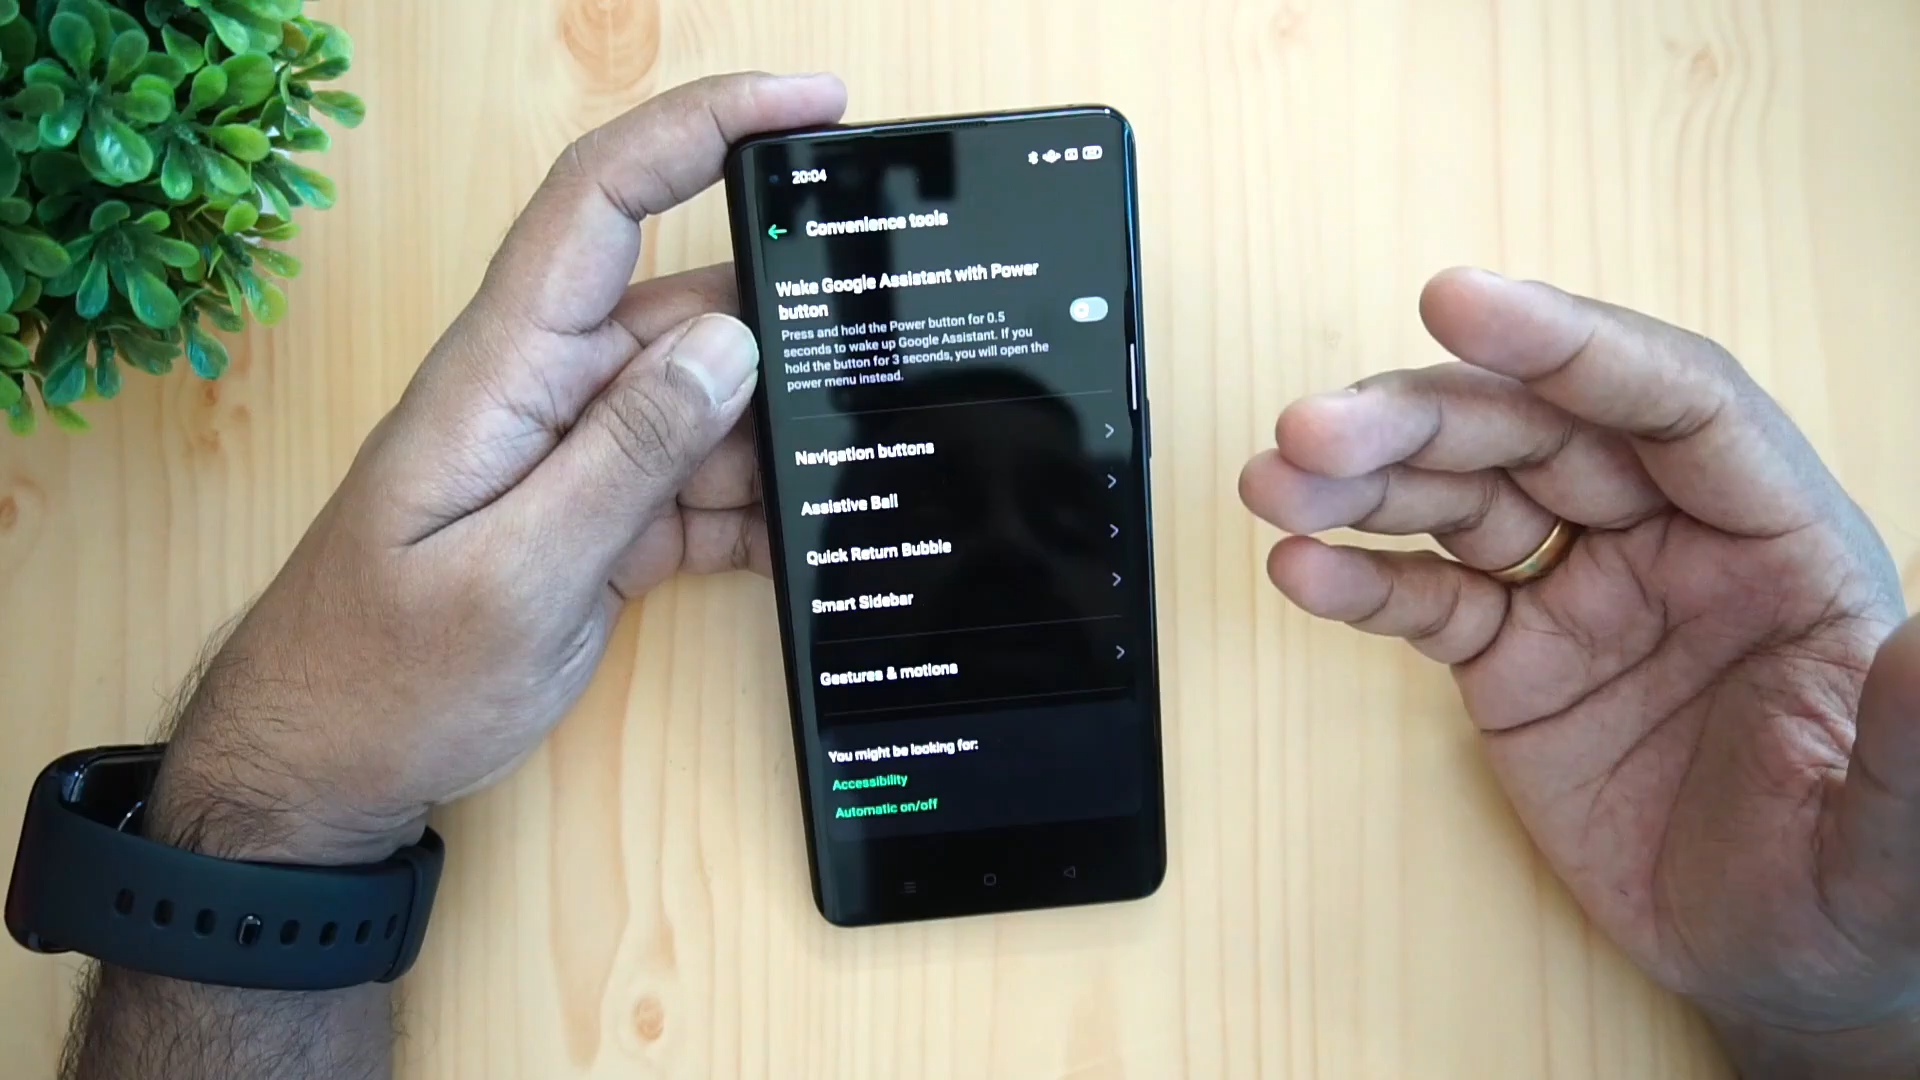 20:04
Convenience tools
Wake Google Assistant with Power
button
Press and hold the Power button for 0.5
seconds to wake up Google Assistant. If you
hold the button for 3 seconds, you will open the
power menu instead.
Navigation buttons
Assistive Ball
Quick Return Bubble
Smart Sidebar
Gestures & motions
You might be looking for:
Accessibility
Automatic on/off